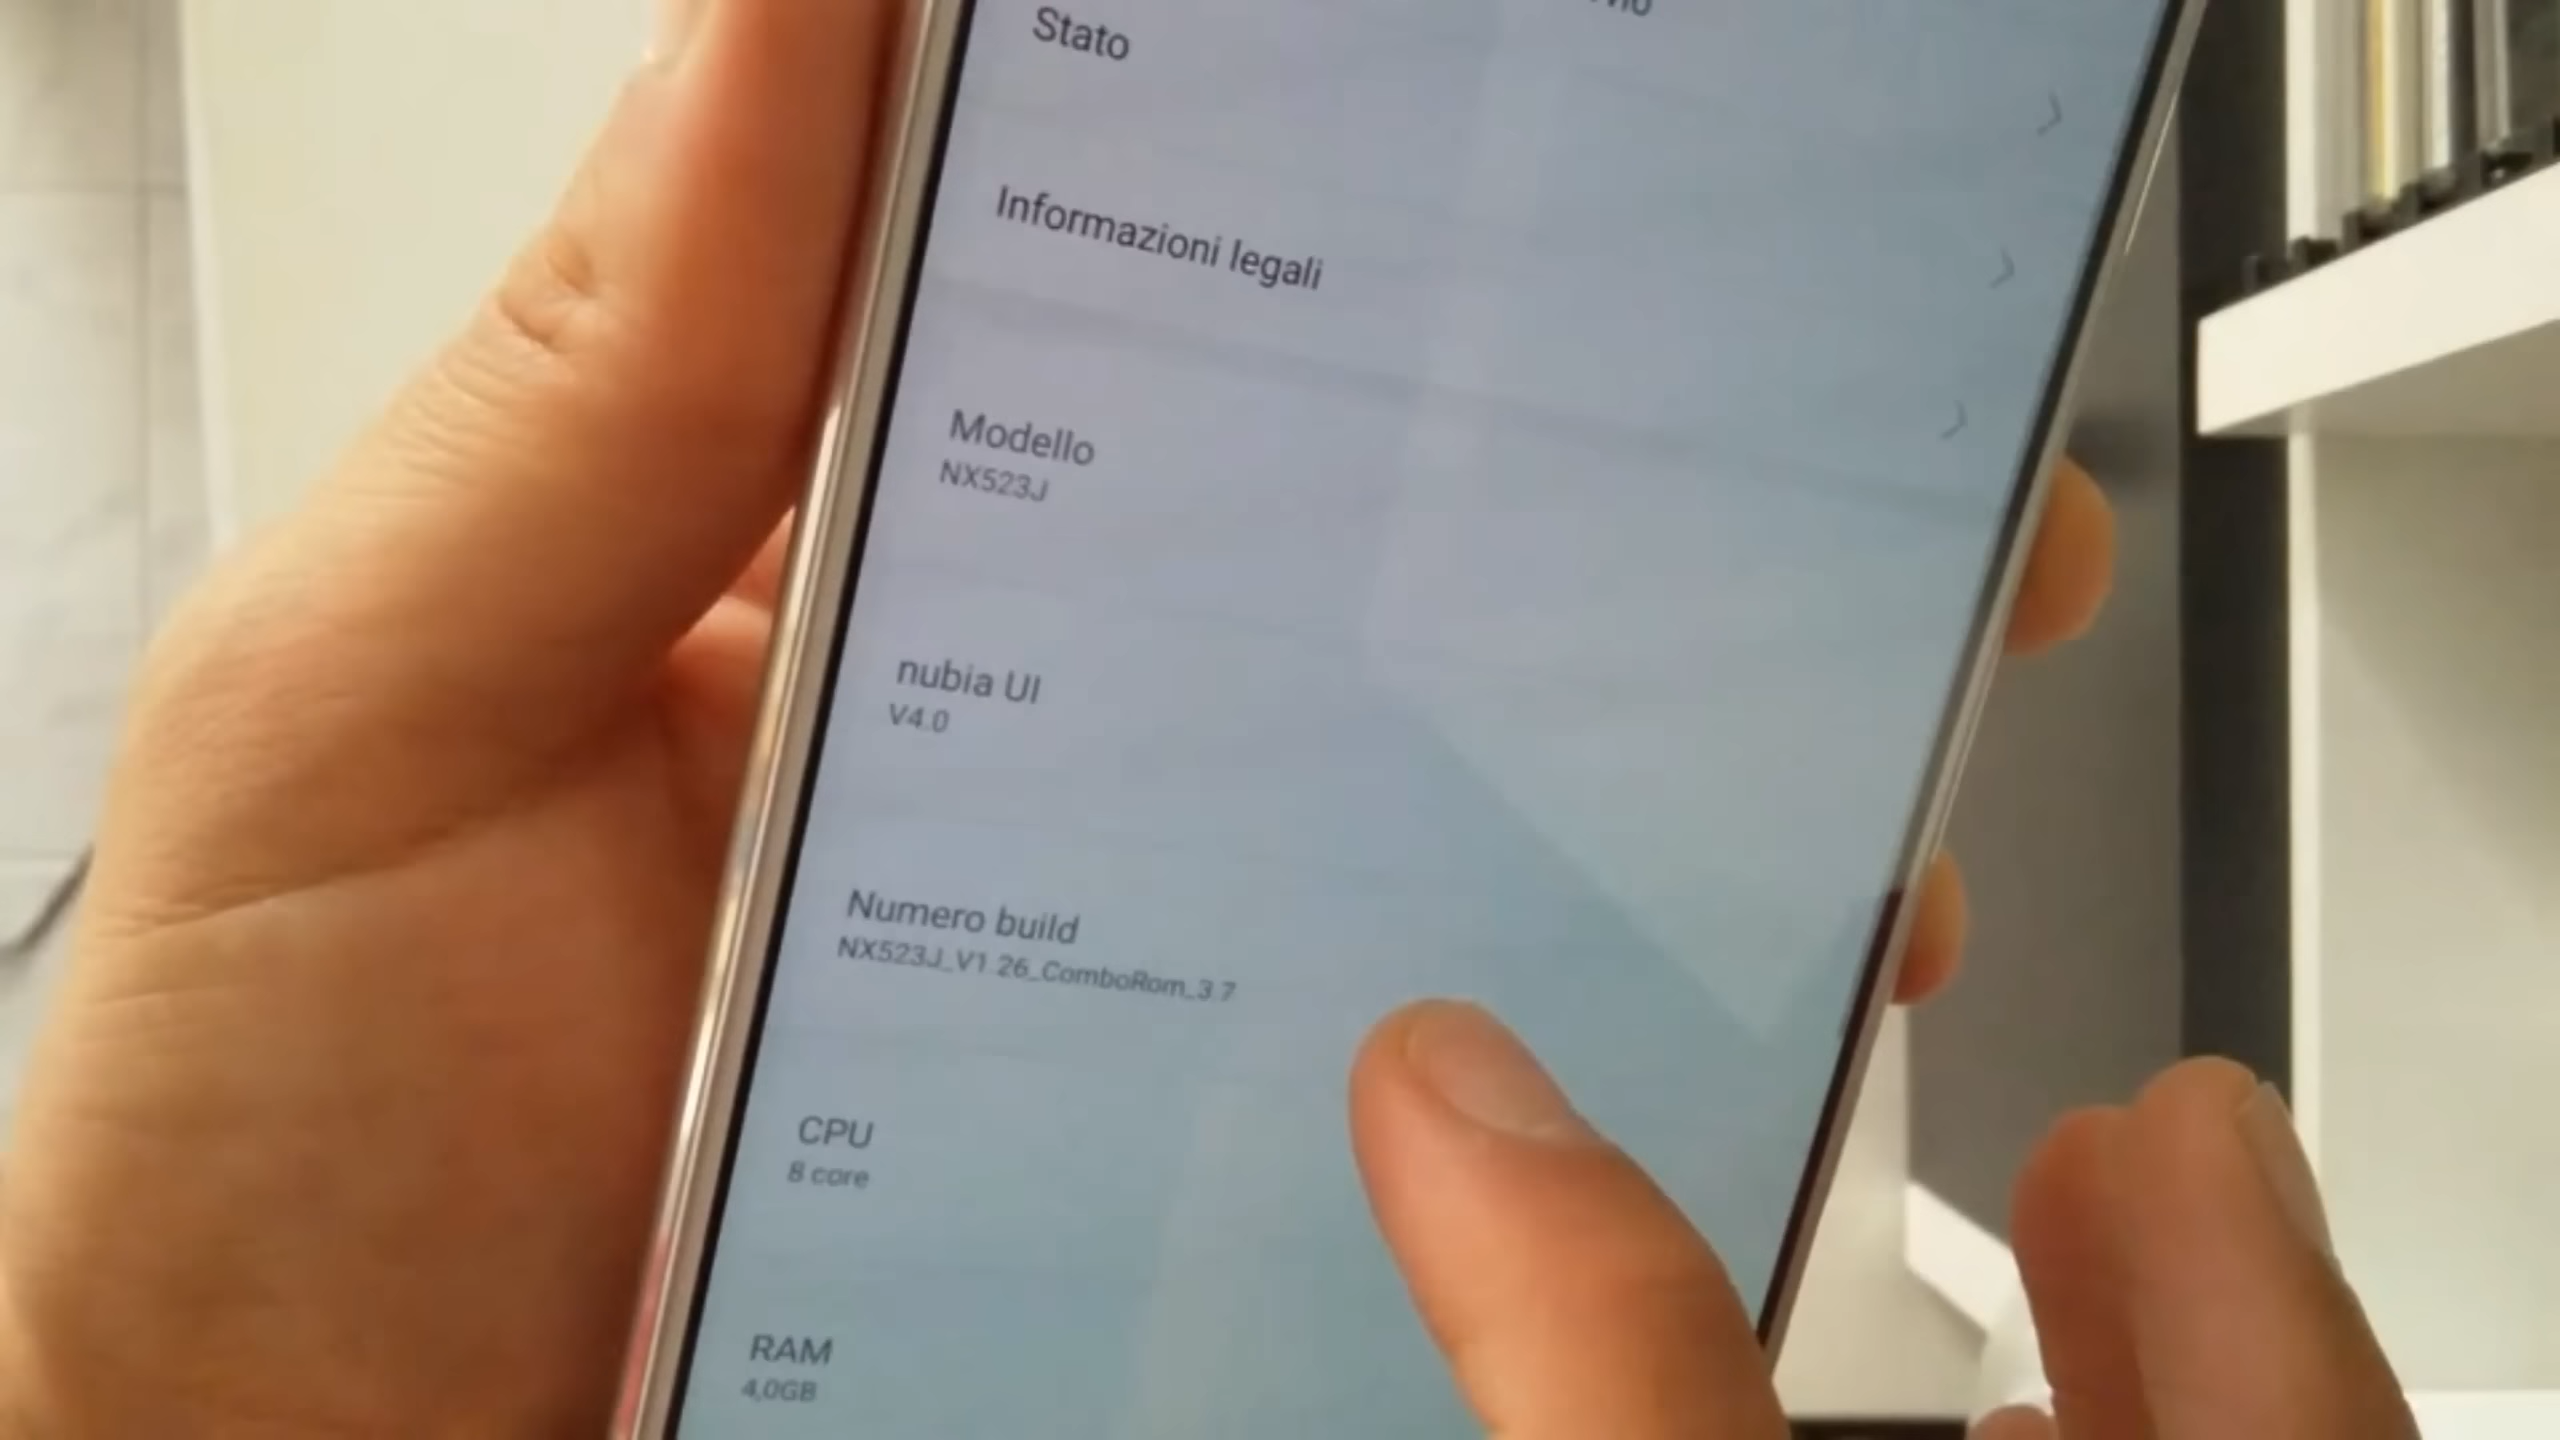 Stato
Informazioni legali
Modello
NX523J
nubia UI
V4.0
Numero build
NX523J_V1.26_ComboRom_3.7
CPU
8 core
RAM
4,0GB